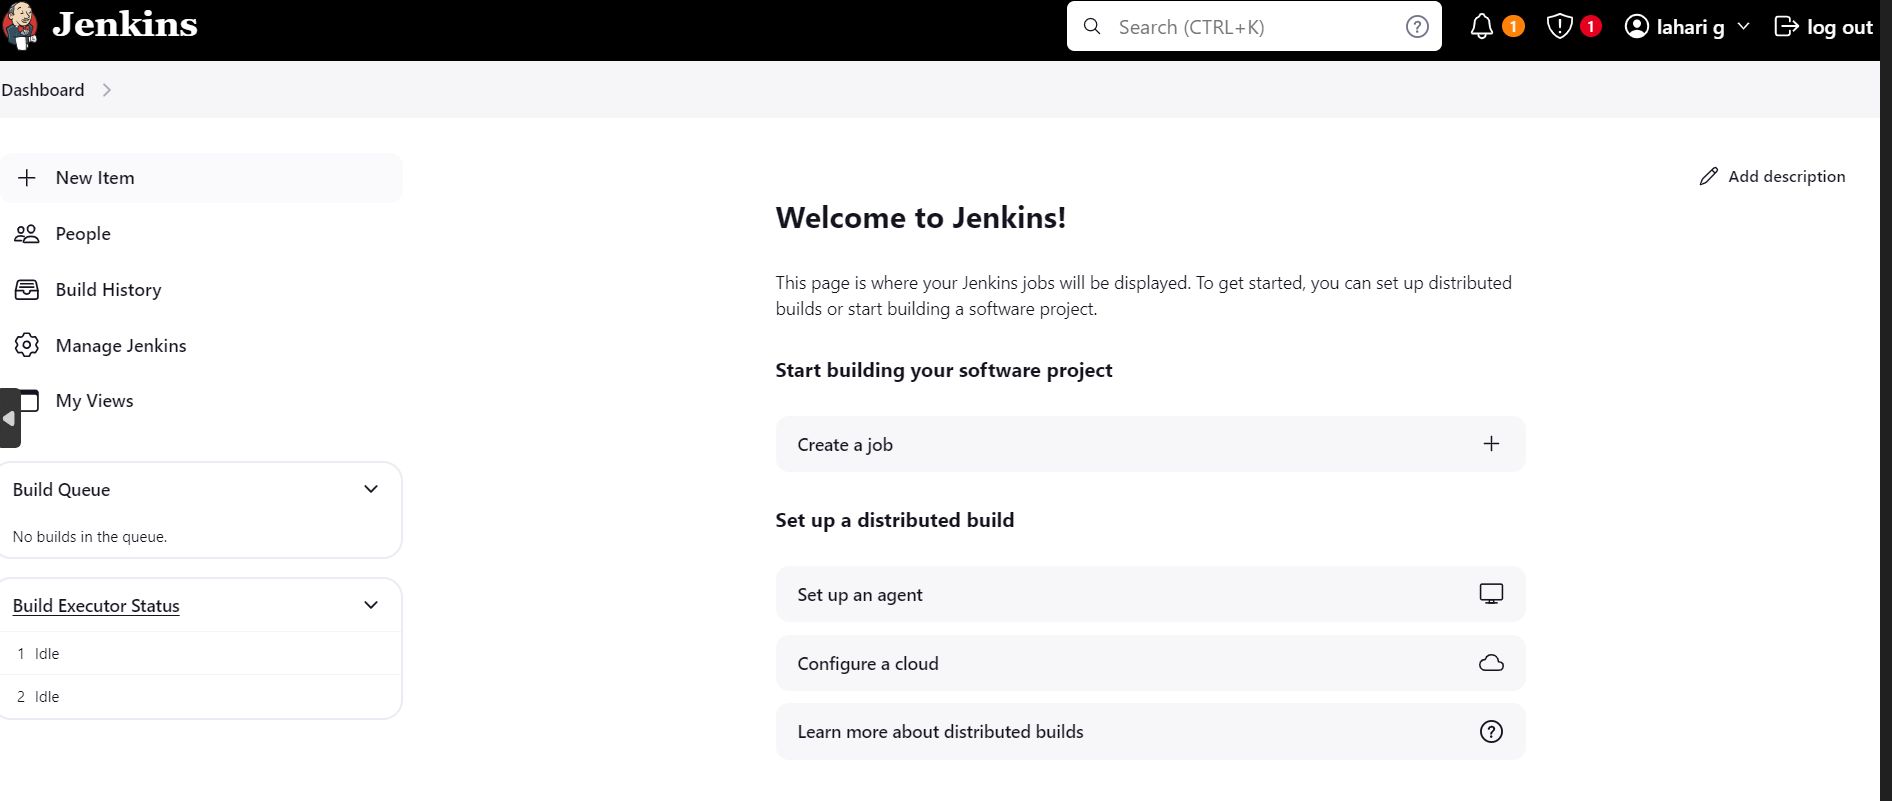 Jenkins
Search (CTRL+K)
?
1
1
lahari g
log out
Dashboard
New Item
People
Build History
Manage Jenkins
My Views
Build Queue
No builds in the queue.
Build Executor Status
1 Idle
2 Idle
Add description
Welcome to Jenkins!
This page is where your Jenkins jobs will be displayed. To get started, you can set up distributed
builds or start building a software project.
Start building your software project
Create a job
Set up a distributed build
Set up an agent
Configure a cloud
Learn more about distributed builds
?